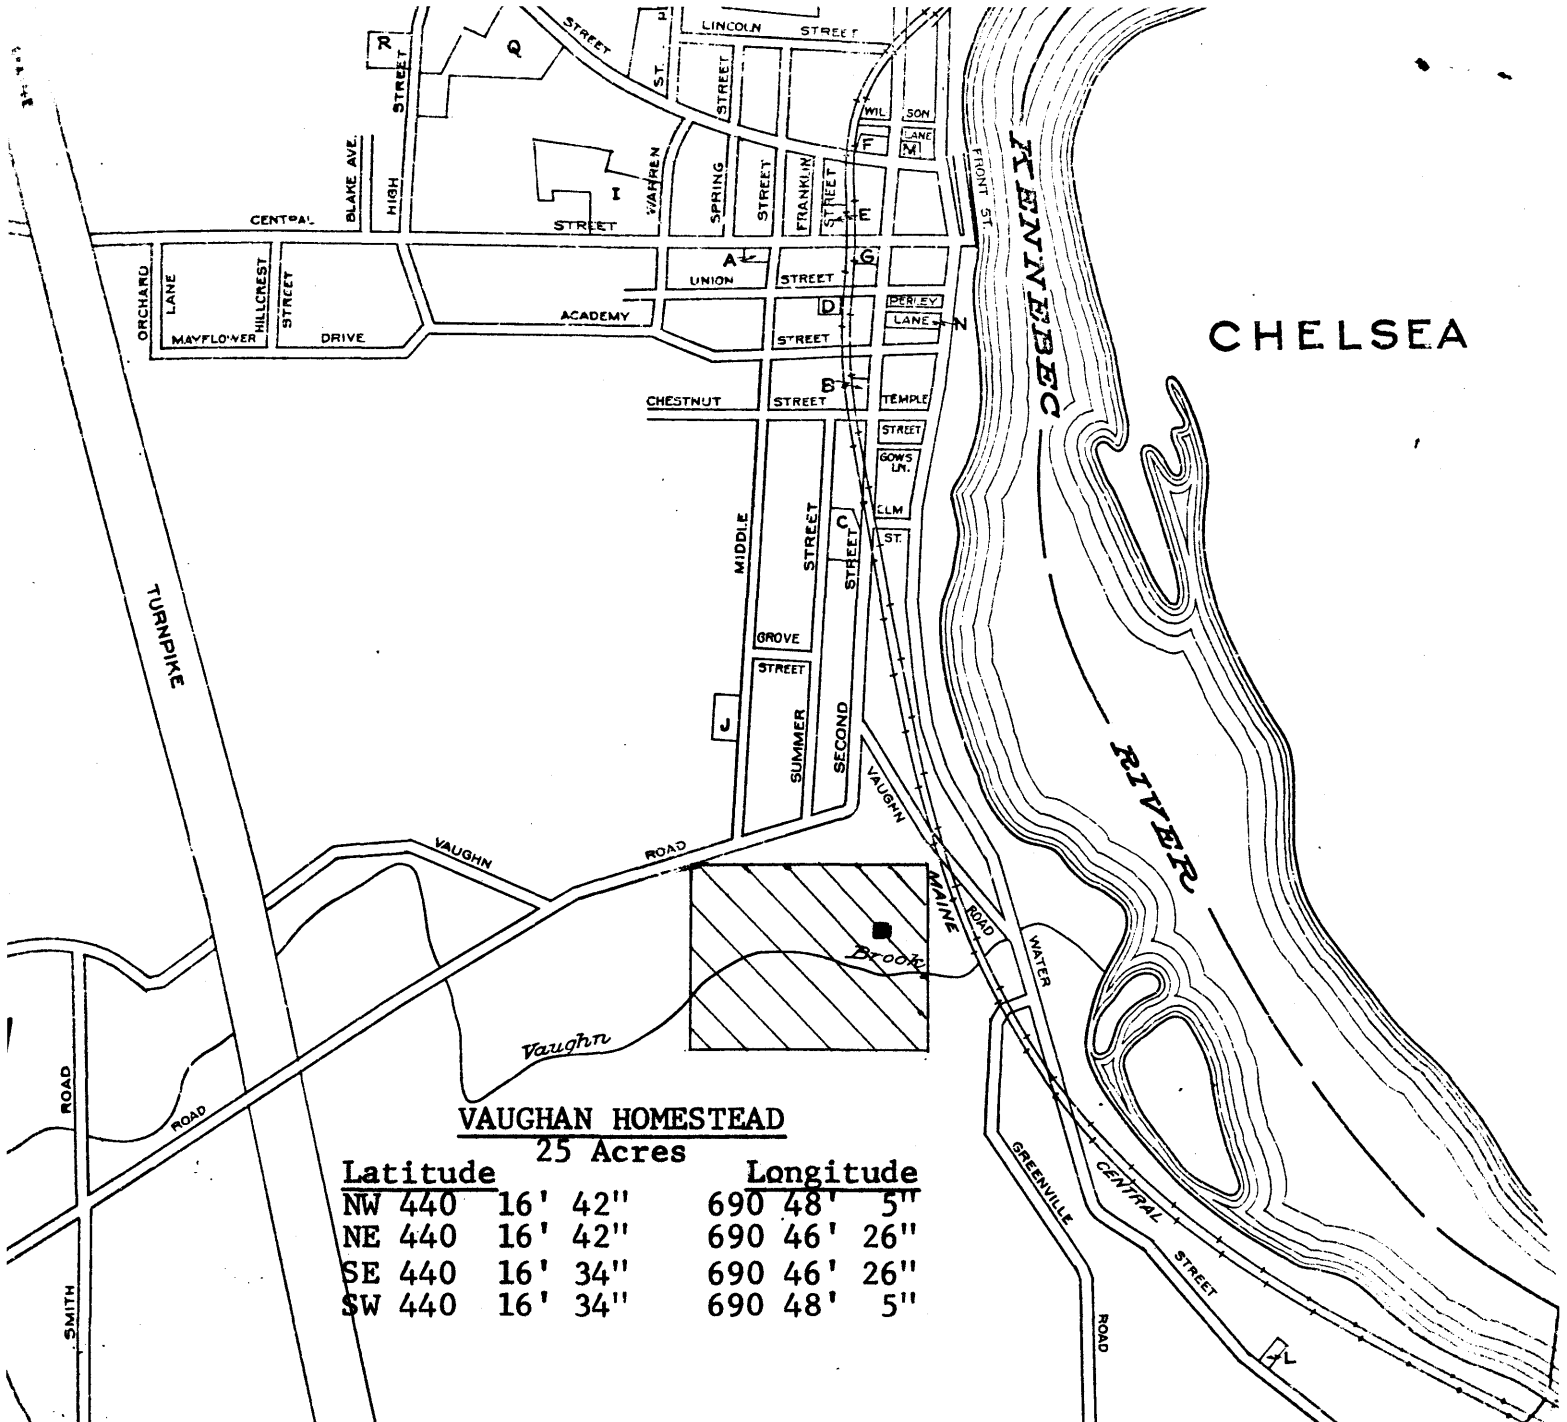 R
Q
STREET
H
ST.
LINCOLN STREET
STREET
STREET
WIL SON
LANE
F
M
BLAKE AVE.
HIGH
I
WARREN
SPRING
STREET
FRANKLIN
STREET
FRONT ST.
KENNEBEC
E
CENTRAL
STREET
A
G
ORCHARD
LANE
HILLCREST
STREET
UNION STREET
D
PERLEY
LANE
N
MAYFLOWER DRIVE
ACADEMY
STREET
CHELSEA
B
CHESTNUT STREET
TEMPLE
STREET
GOWS
LN.
ELM
ST.
C
MIDDLE
STREET
STREET
TURNPIKE
GROVE
STREET
J
SUMMER
SECOND
VAUGHN
RIVER
VAUGHN
ROAD
MAINE
ROAD
WATER
Brook
Vaughn
ROAD
ROAD
VAUGHAN HOMESTEAD
25 Acres
Latitude Longitude
NW 440 16' 42" 690 48' 5"
NE 440 16' 42" 690 46' 26"
SE 440 16' 34" 690 46' 26"
SW 440 16' 34" 690 48' 5"
GREENVILLE
CENTRAL
STREET
SMITH
ROAD
L